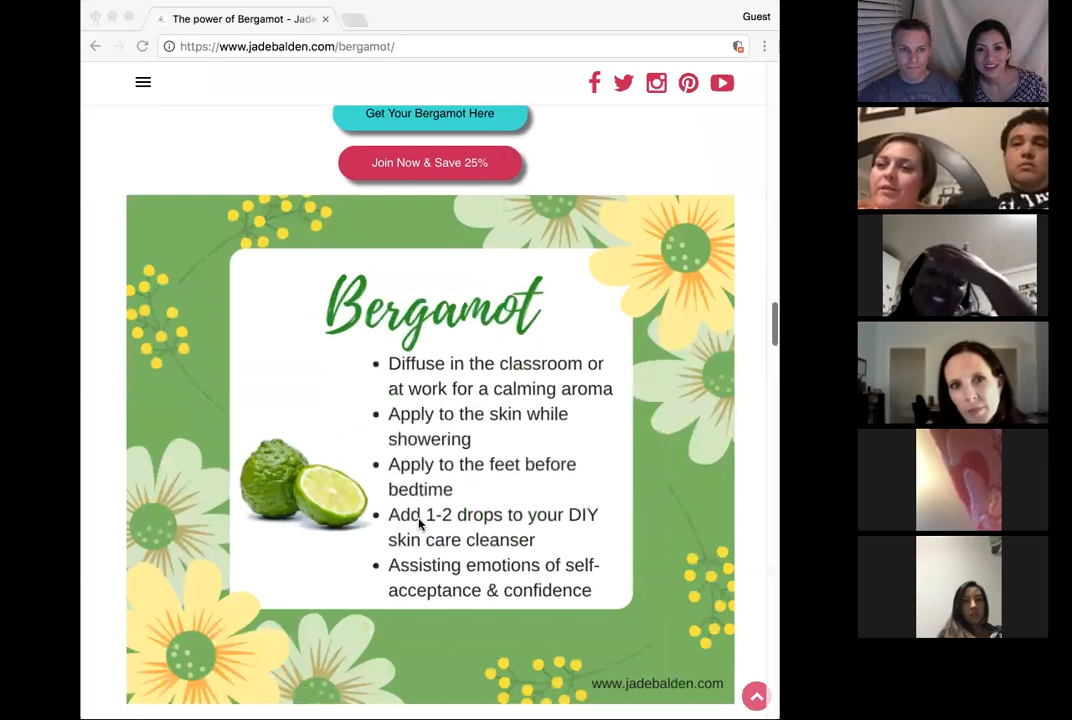 The power of Bergamot - Jade
Guest
https://www.jadebalden.com/bergamot/
Get Your Bergamot Here
Join Now & Save 25%
Bergamot
• Diffuse in the classroom or
at work for a calming aroma
• Apply to the skin while
showering
• Apply to the feet before
bedtime
• Add 1-2 drops to your DIY
skin care cleanser
• Assisting emotions of self-
acceptance & confidence
www.jadebalden.com